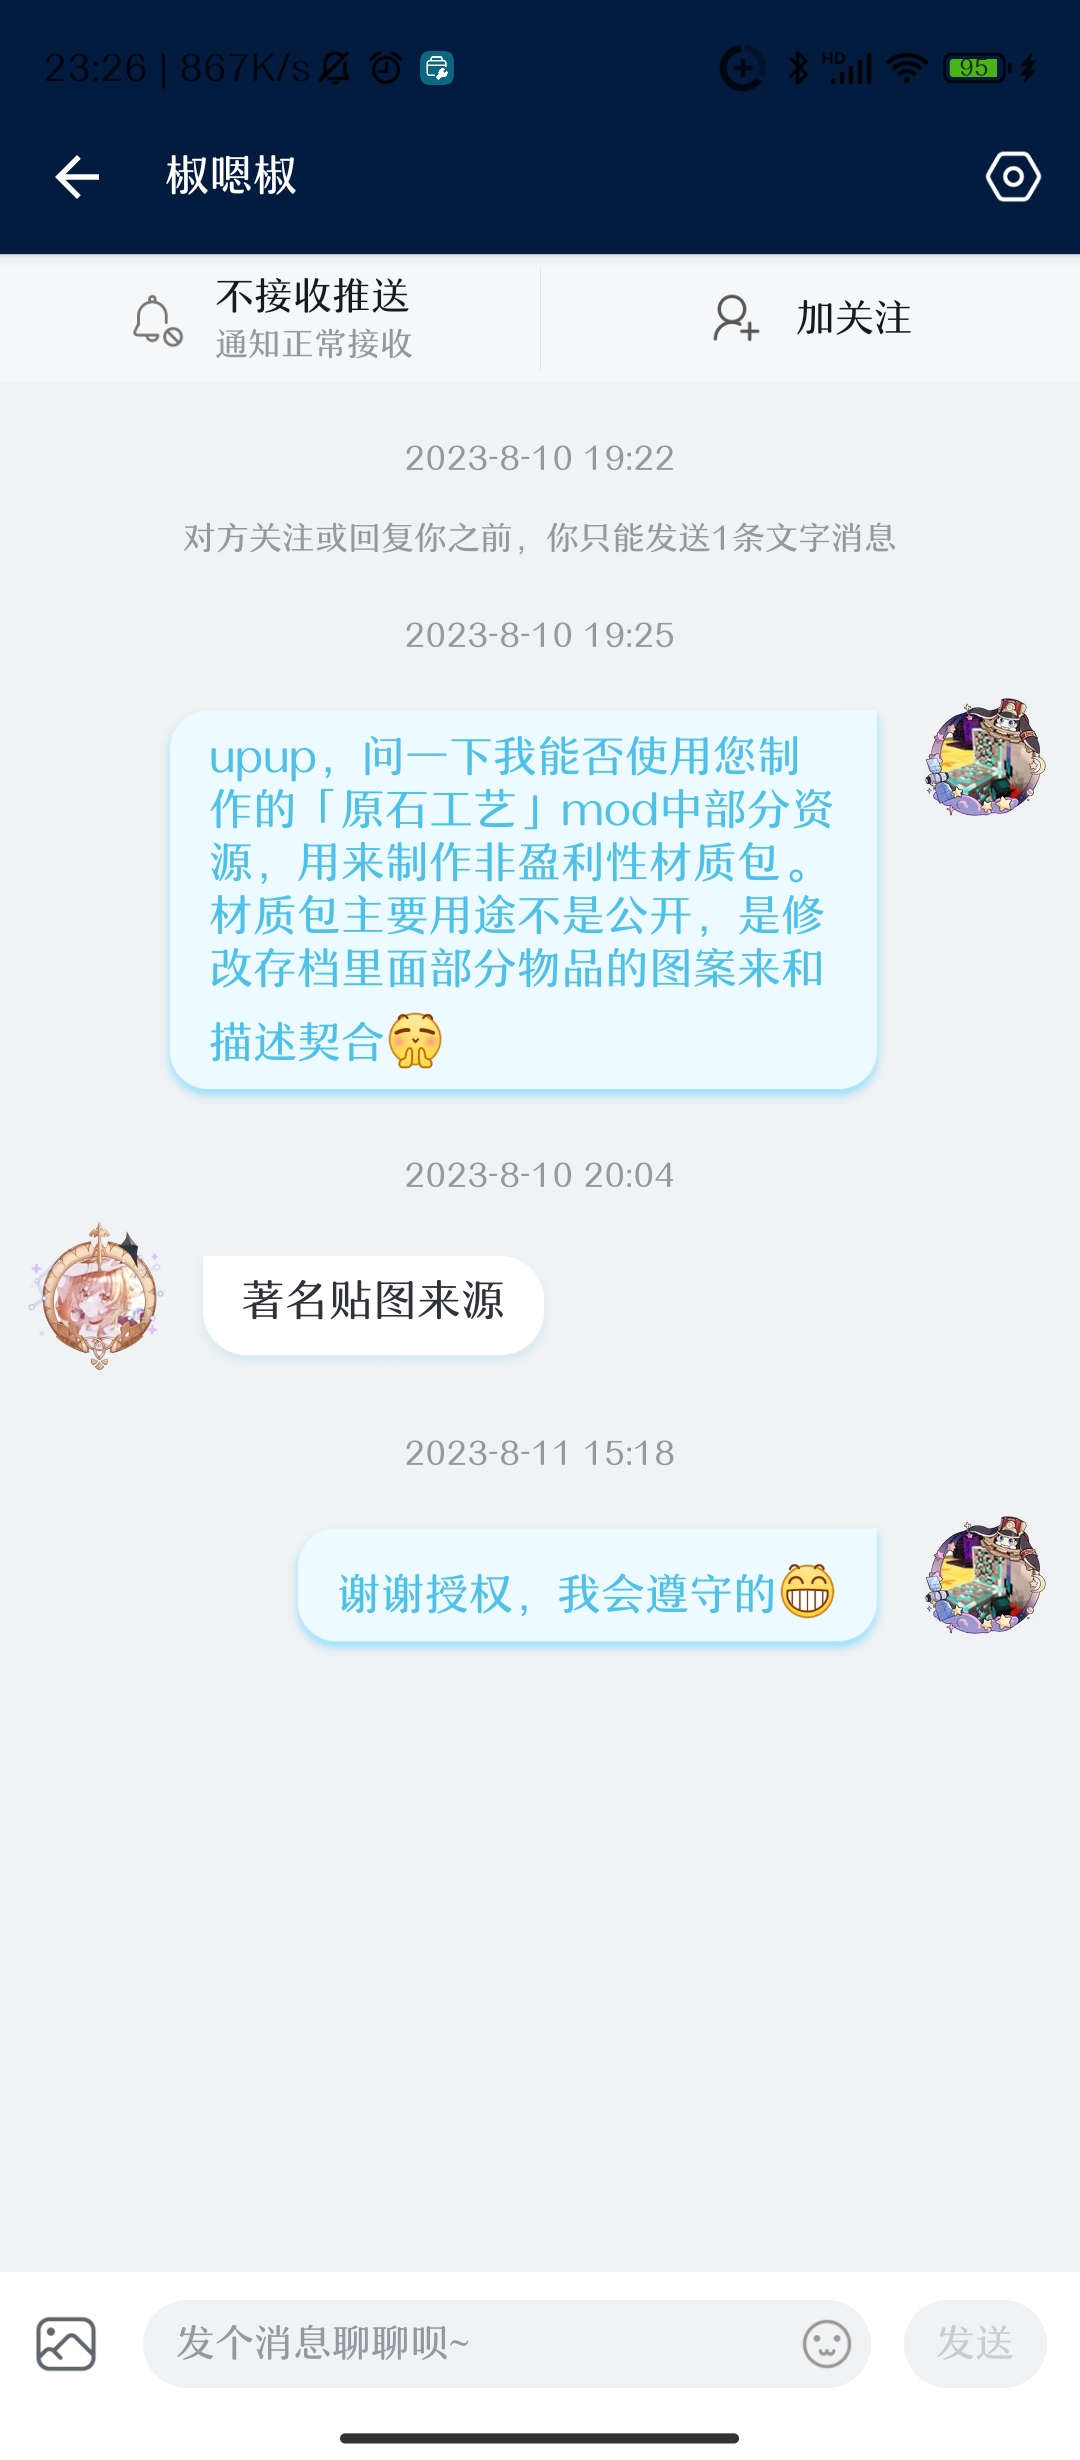 23:26 | 867K/s
HD
95
椒嗯椒
不接收推送
通知正常接收
加关注
2023-8-10 19:22
对方关注或回复你之前，你只能发送1条文字消息
2023-8-10 19:25
upup，问一下我能否使用您制
作的「原石工艺」mod中部分资
源，用来制作非盈利性材质包。
材质包主要用途不是公开，是修
改存档里面部分物品的图案来和
描述契合
2023-8-10 20:04
著名贴图来源
2023-8-11 15:18
谢谢授权，我会遵守的
发个消息聊聊呗~
发送